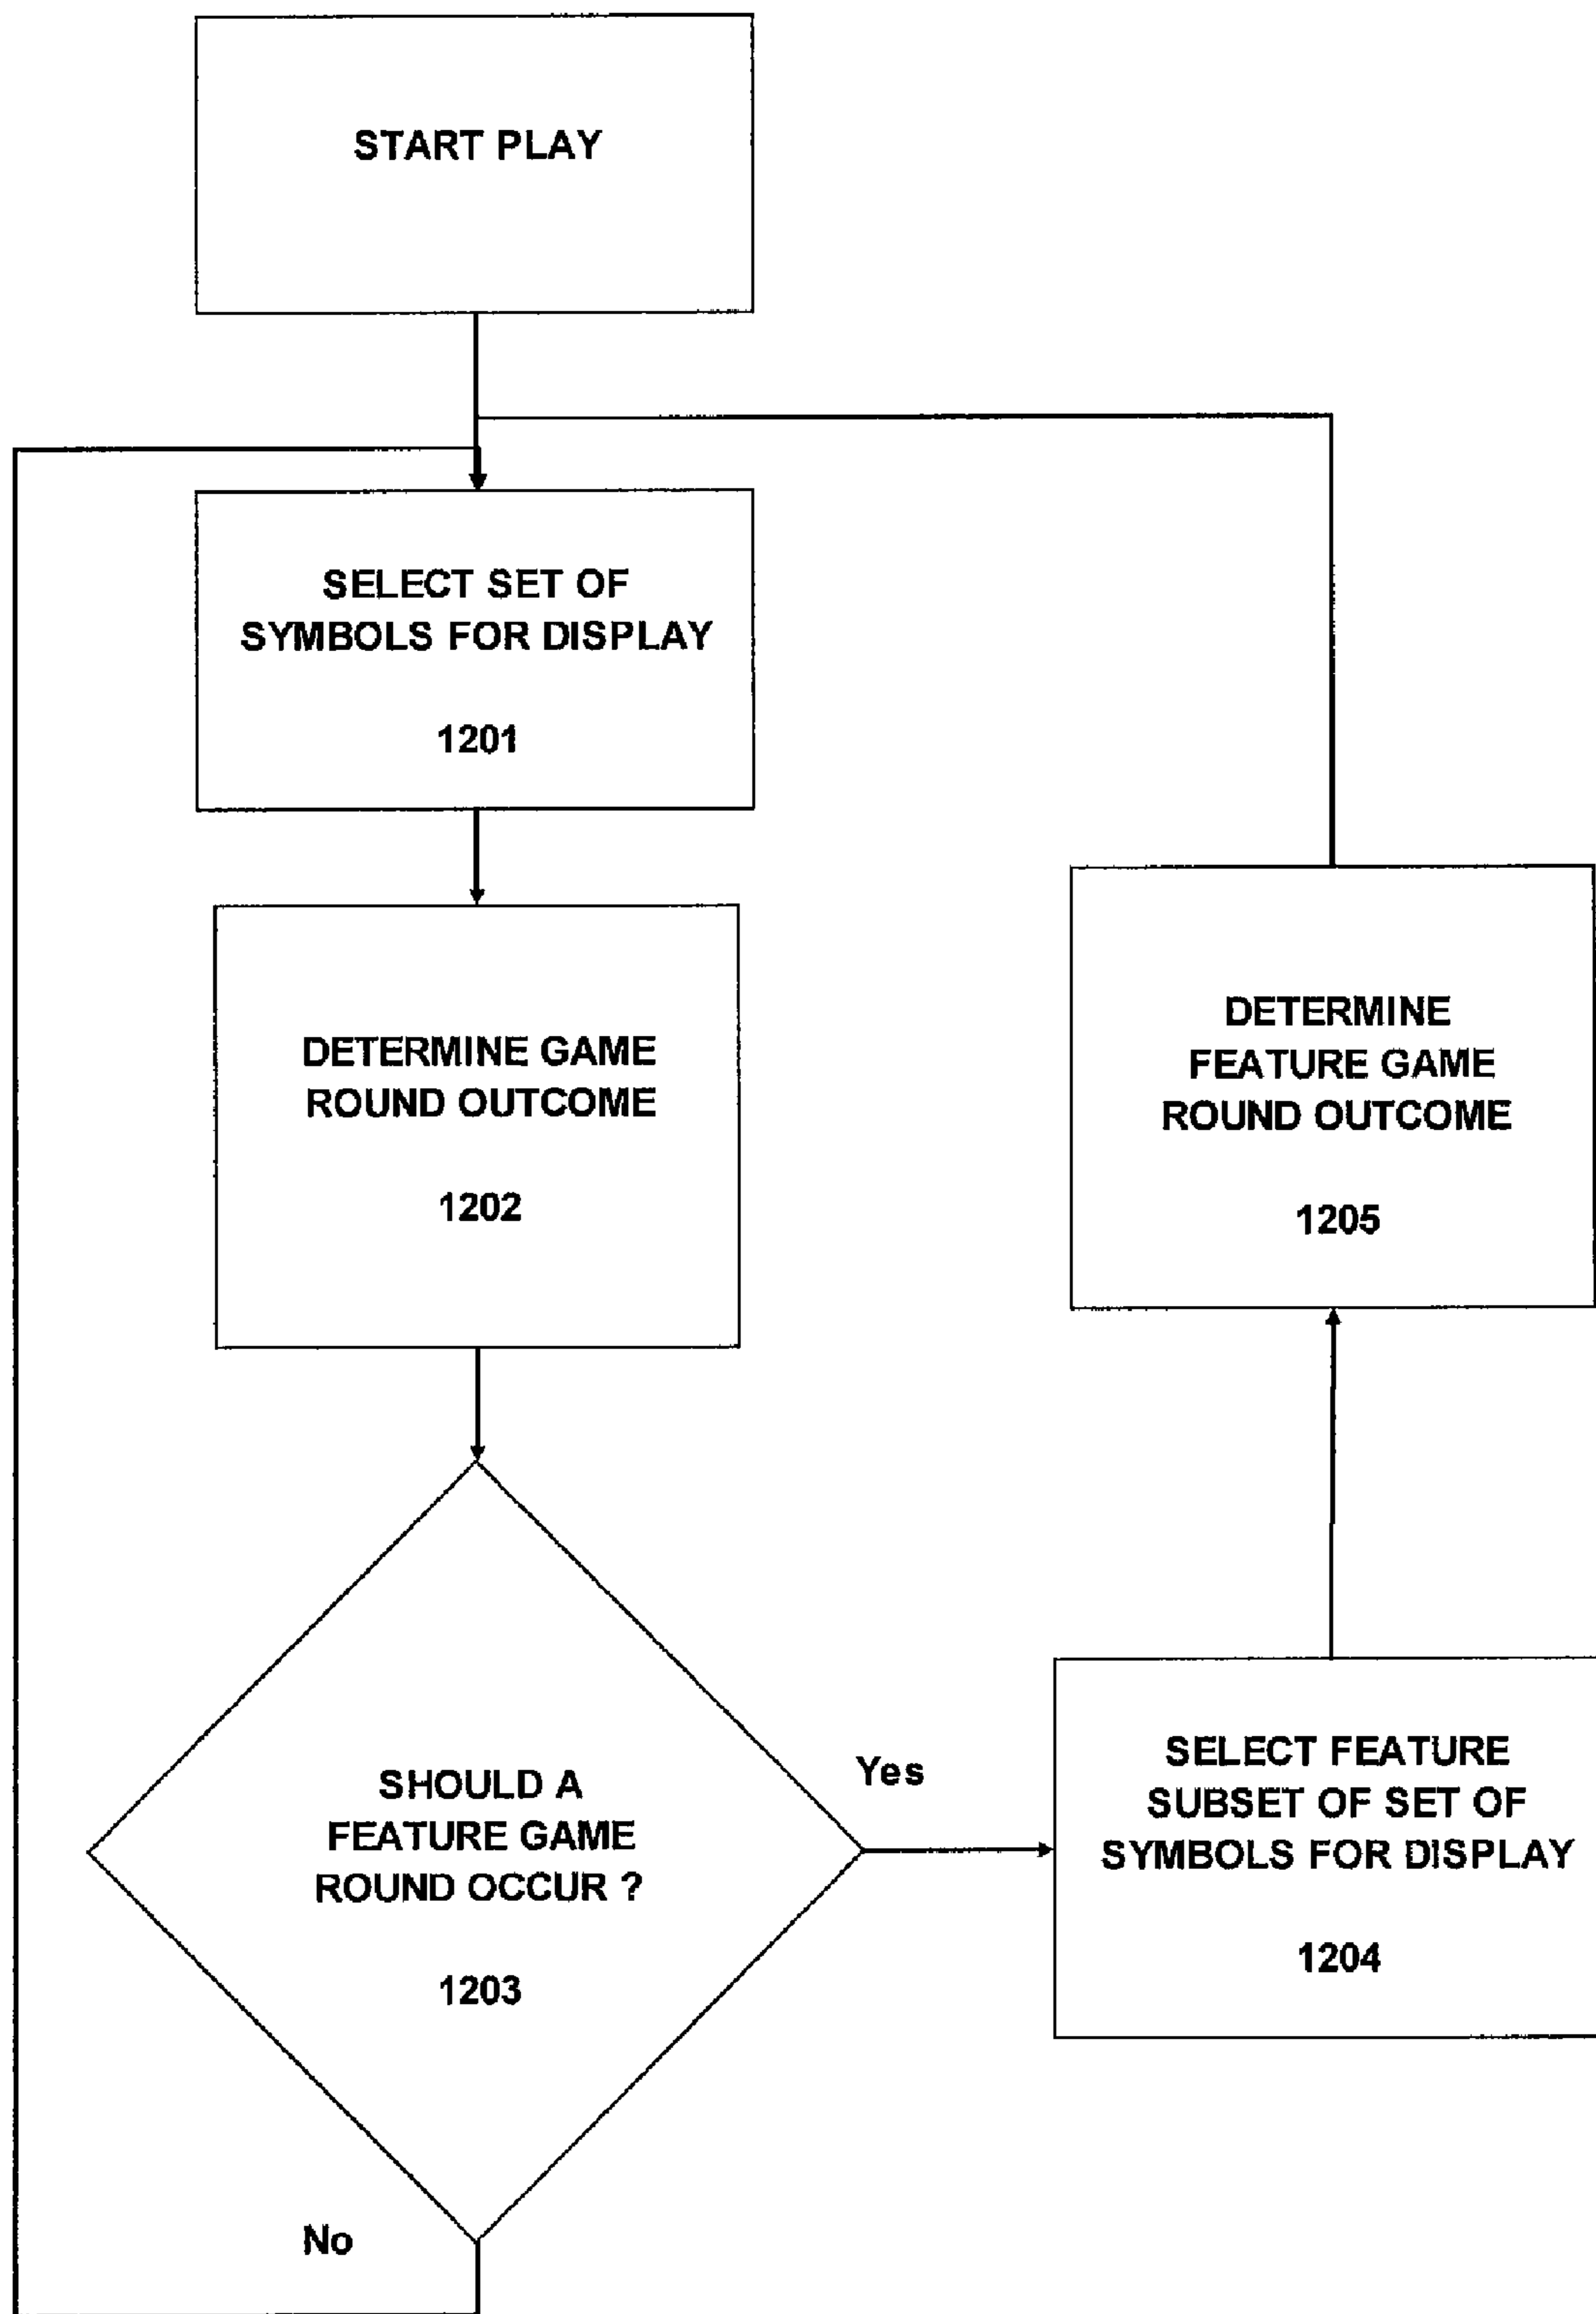 START PLAY
SELECT SET OF
SYMBOLS FOR DISPLAY
1201
DETERMINE GAME
ROUND OUTCOME
1202
SHOULD A
FEATURE GAME
ROUND OCCUR ?
1203
Yes
No
SELECT FEATURE
SUBSET OF SET OF
SYMBOLS FOR DISPLAY
1204
DETERMINE
FEATURE GAME
ROUND OUTCOME
1205